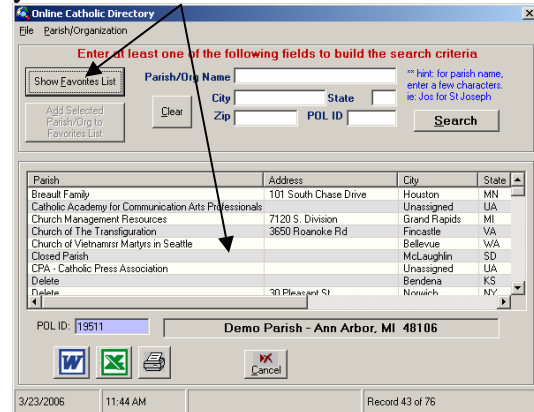 Online Catholic Directory
File Parish/Organization
Enter at least one of the following fields to build the search criteria
Show Favorites List
Parish/Org Name
** hint: for parish name, enter a few characters. ie: Jos for St Joseph
City State
Add Selected Parish/Org to Favorites List
Clear
Zip POL ID
Search
Parish Address City State
Breault Family 101 South Chase Drive Houston MN
Catholic Academy for Communication Arts Professionals Unassigned UA
Church Management Resources 7120 S. Division Grand Rapids MI
Church of The Transfiguration 3650 Roanoke Rd Fincastle VA
Church of Vietnamrsr Martyrs in Seattle Bellevue WA
Closed Parish McLaughlin SD
CPA - Catholic Press Association Unassigned UA
Delete Bendena KS
Delete 30 Pleasant St Norwich NY
POL ID: 19511 Demo Parish - Ann Arbor, MI 48106
Cancel
3/23/2006 11:44 AM Record 43 of 76